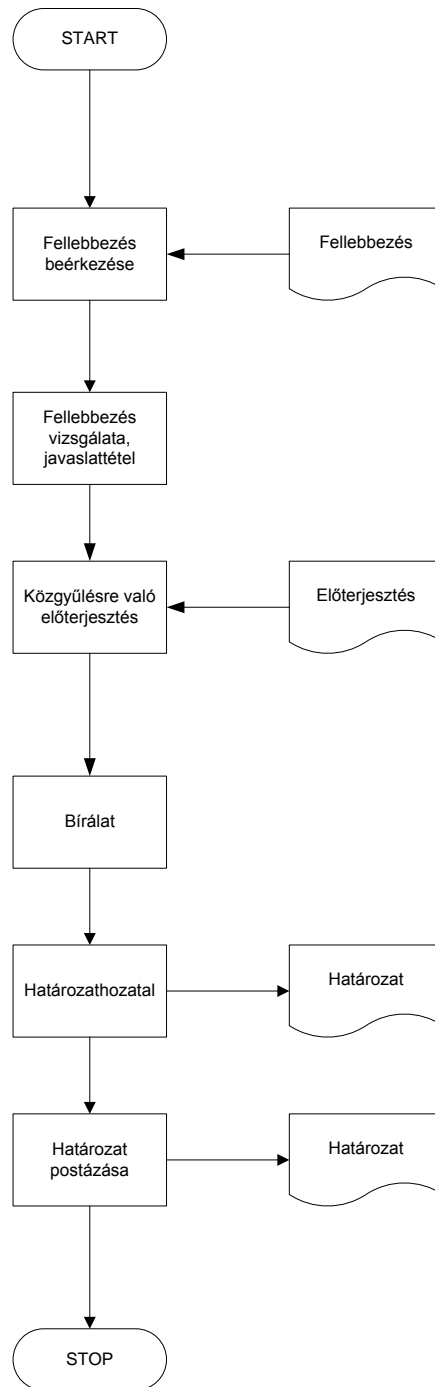 START
Fellebbezés
beérkezése
Fellebbezés
Fellebbezés
vizsgálata,
javaslattétel
Közgyűlésre való
előterjesztés
Előterjesztés
Bírálat
Határozathozatal
Határozat
Határozat
postázása
Határozat
STOP